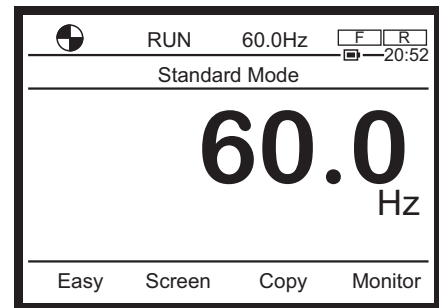 RUN 60.0Hz F R
20:52
Standard Mode
60.0
Hz
Easy Screen Copy Monitor